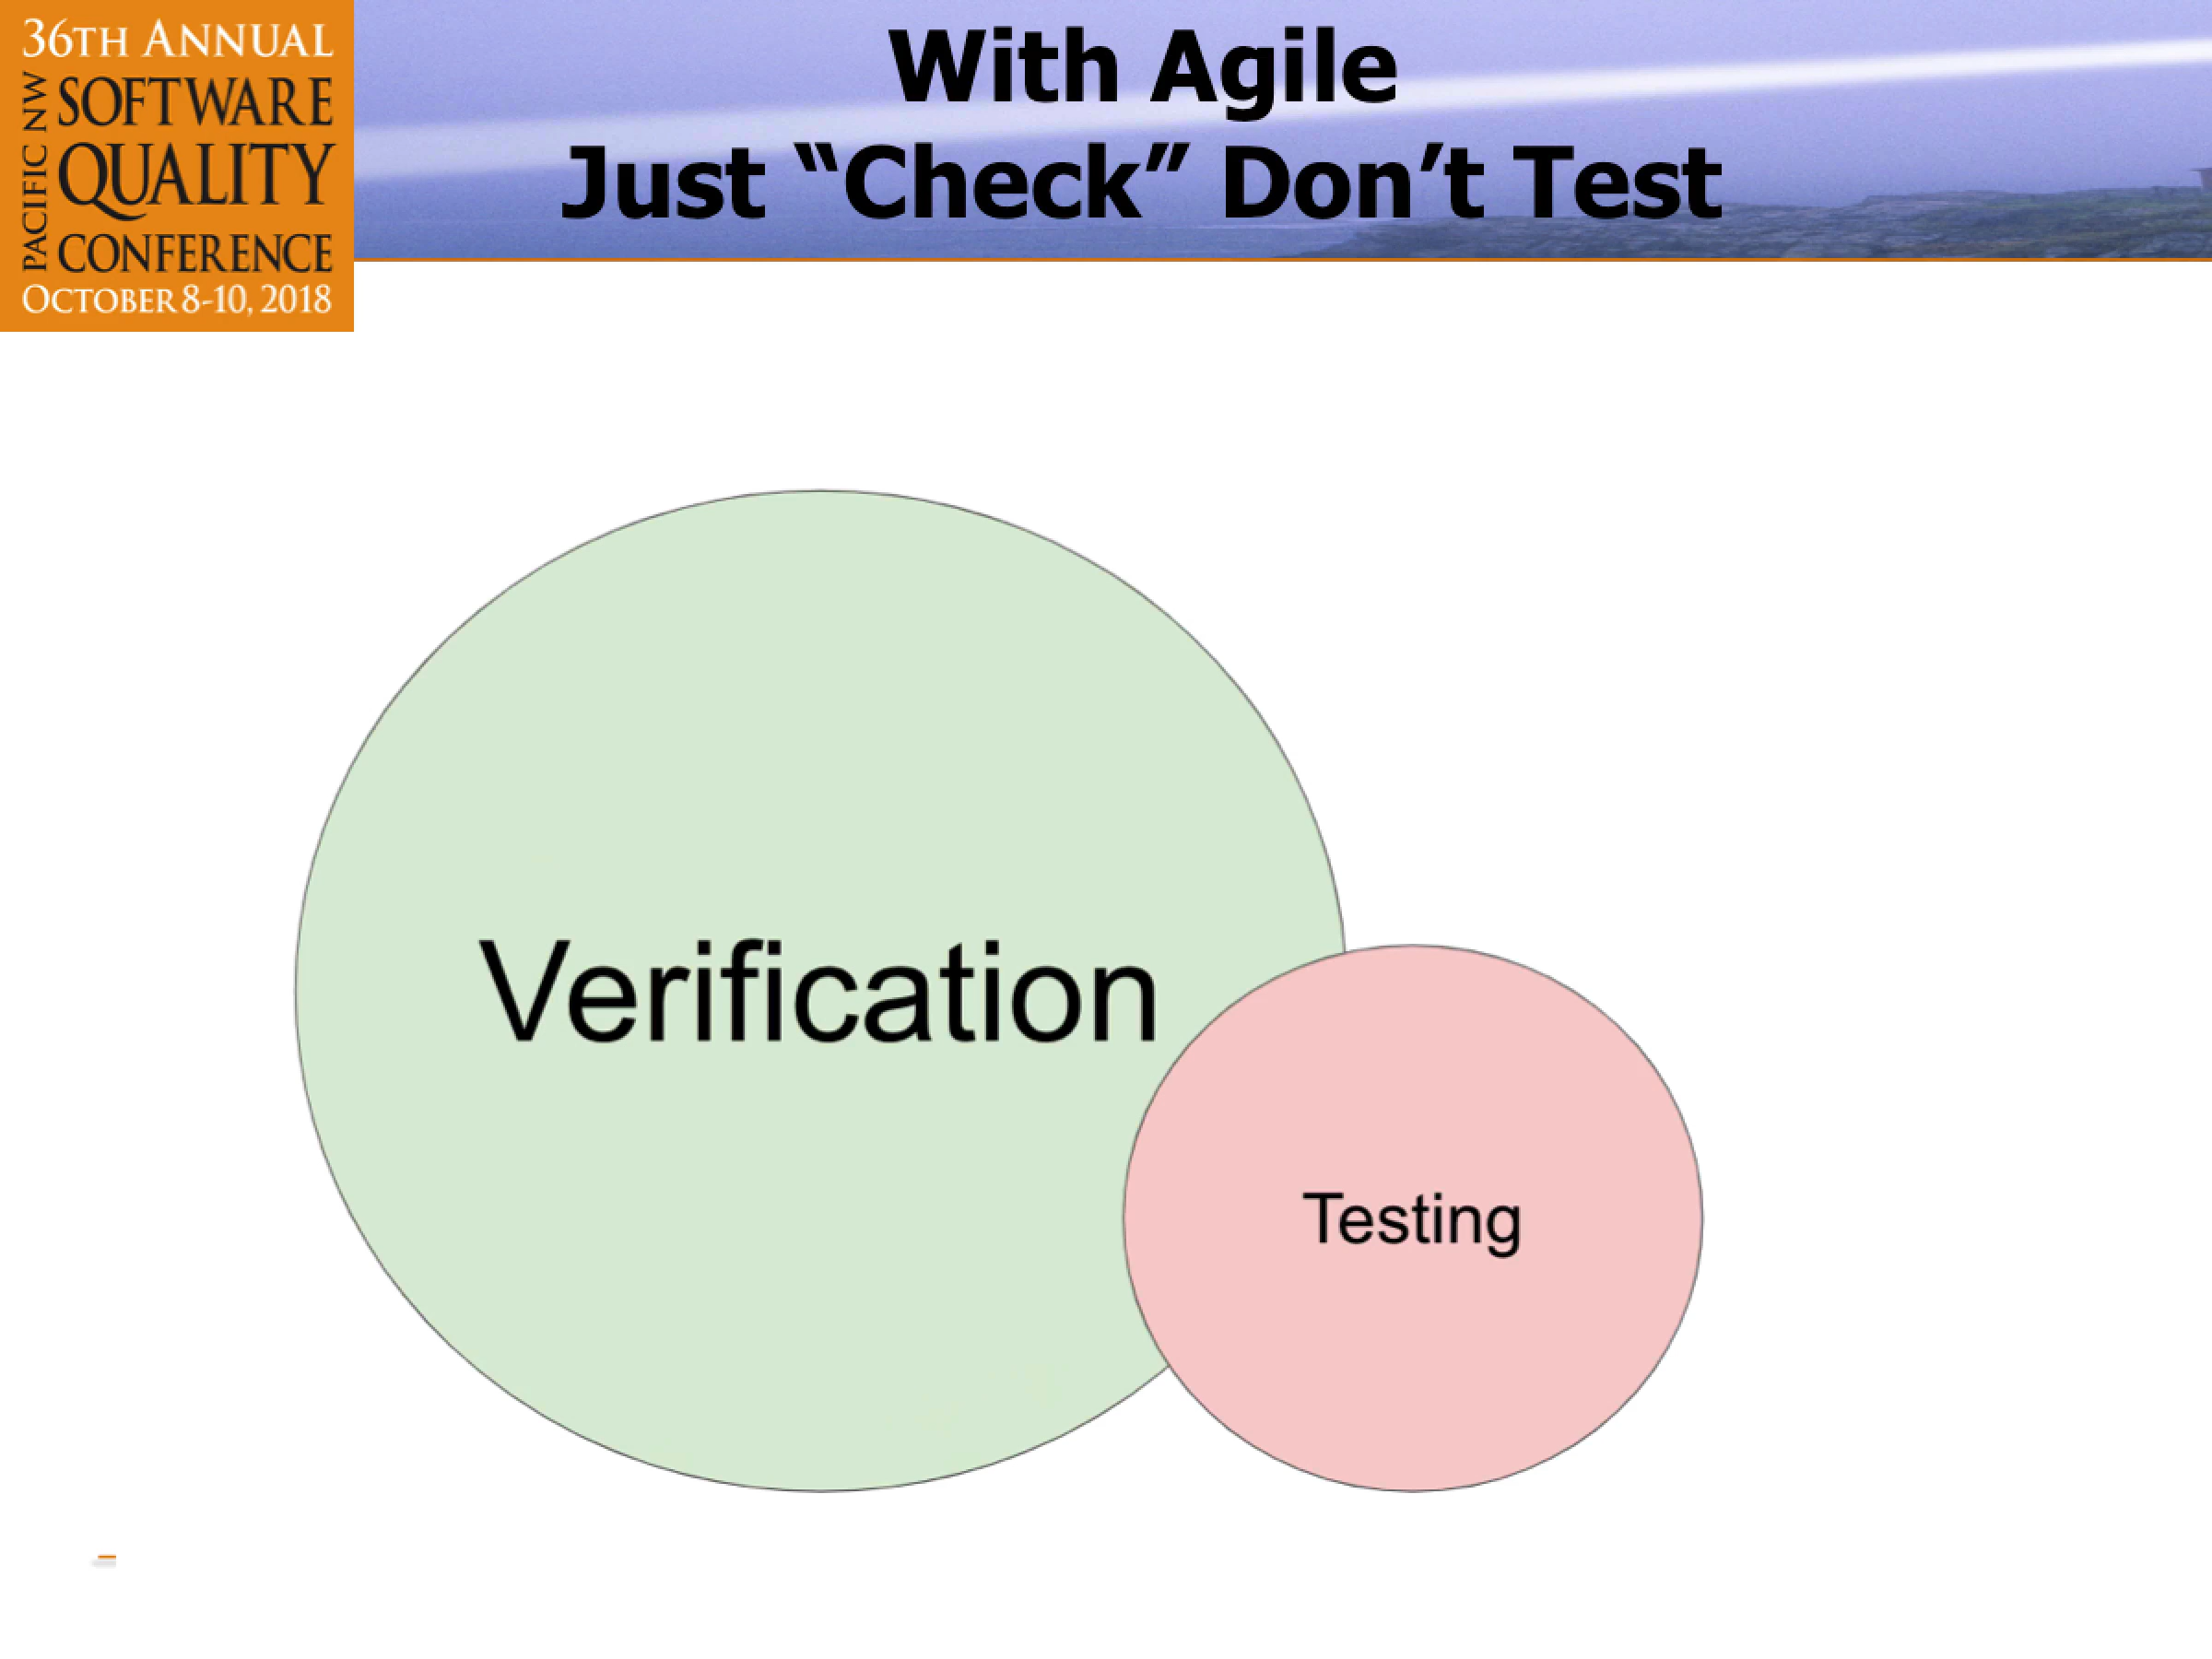 36TH ANNUAL
PACIFIC NW
SOFTWARE
QUALITY
CONFERENCE
OCTOBER 8-10, 2018
With Agile
Just “Check” Don’t Test
Verification
Testing